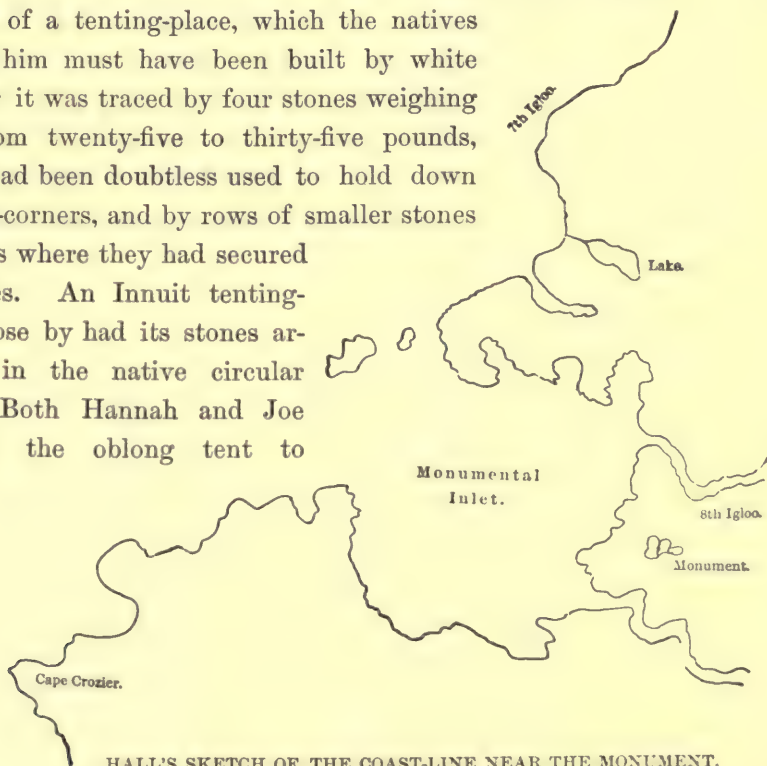 of a tenting-place, which the natives
him must have been built by white
it was traced by four stones weighing
om twenty-five to thirty-five pounds,
ad been doubtless used to hold down
-corners, and by rows of smaller stones
s where they had secured
es. An Innuit tenting-
ose by had its stones ar-
in the native circular
Both Hannah and Joe
the oblong tent to
7th Igloo.
Lake.
Monumental
Inlet.
8th Igloo.
Monument.
Cape Crozier.
HALL'S SKETCH OF THE COAST-LINE NEAR THE MONUMENT.